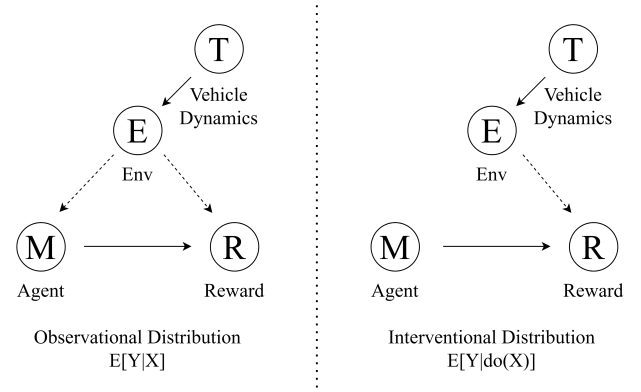 T
Vehicle
Dynamics
E
Env
M
R
Agent
Reward
Observational Distribution
E[Y|X]
T
Vehicle
Dynamics
E
Env
M
R
Agent
Reward
Interventional Distribution
E[Y|do(X)]